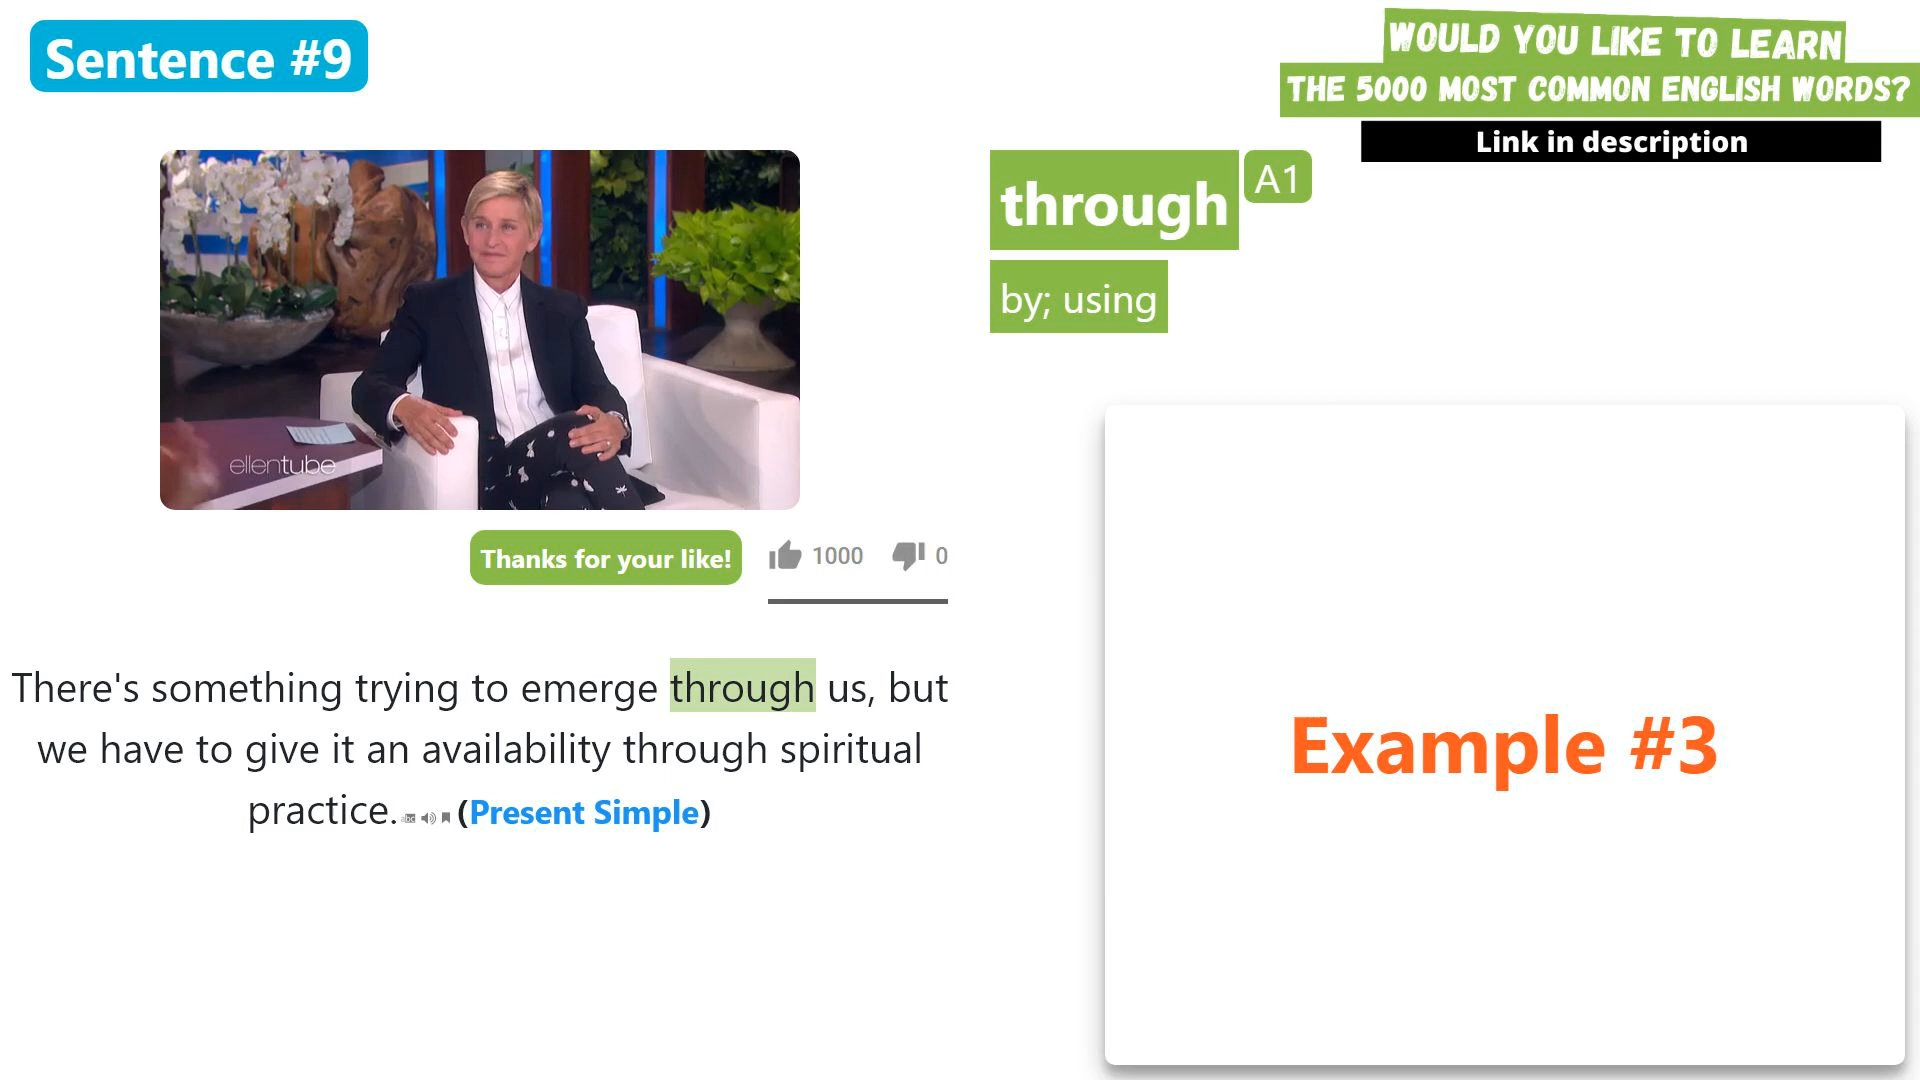 Sentence #9
WOULD YOU LIKE TO LEARN
THE 5000 MOST COMMON ENGLISH WORDS?
Link in description
through
A1
by; using
ellentube
Thanks for your like!
1000
0
There's something trying to emerge through us, but
we have to give it an availability through spiritual
practice. (Present Simple)
Example #3